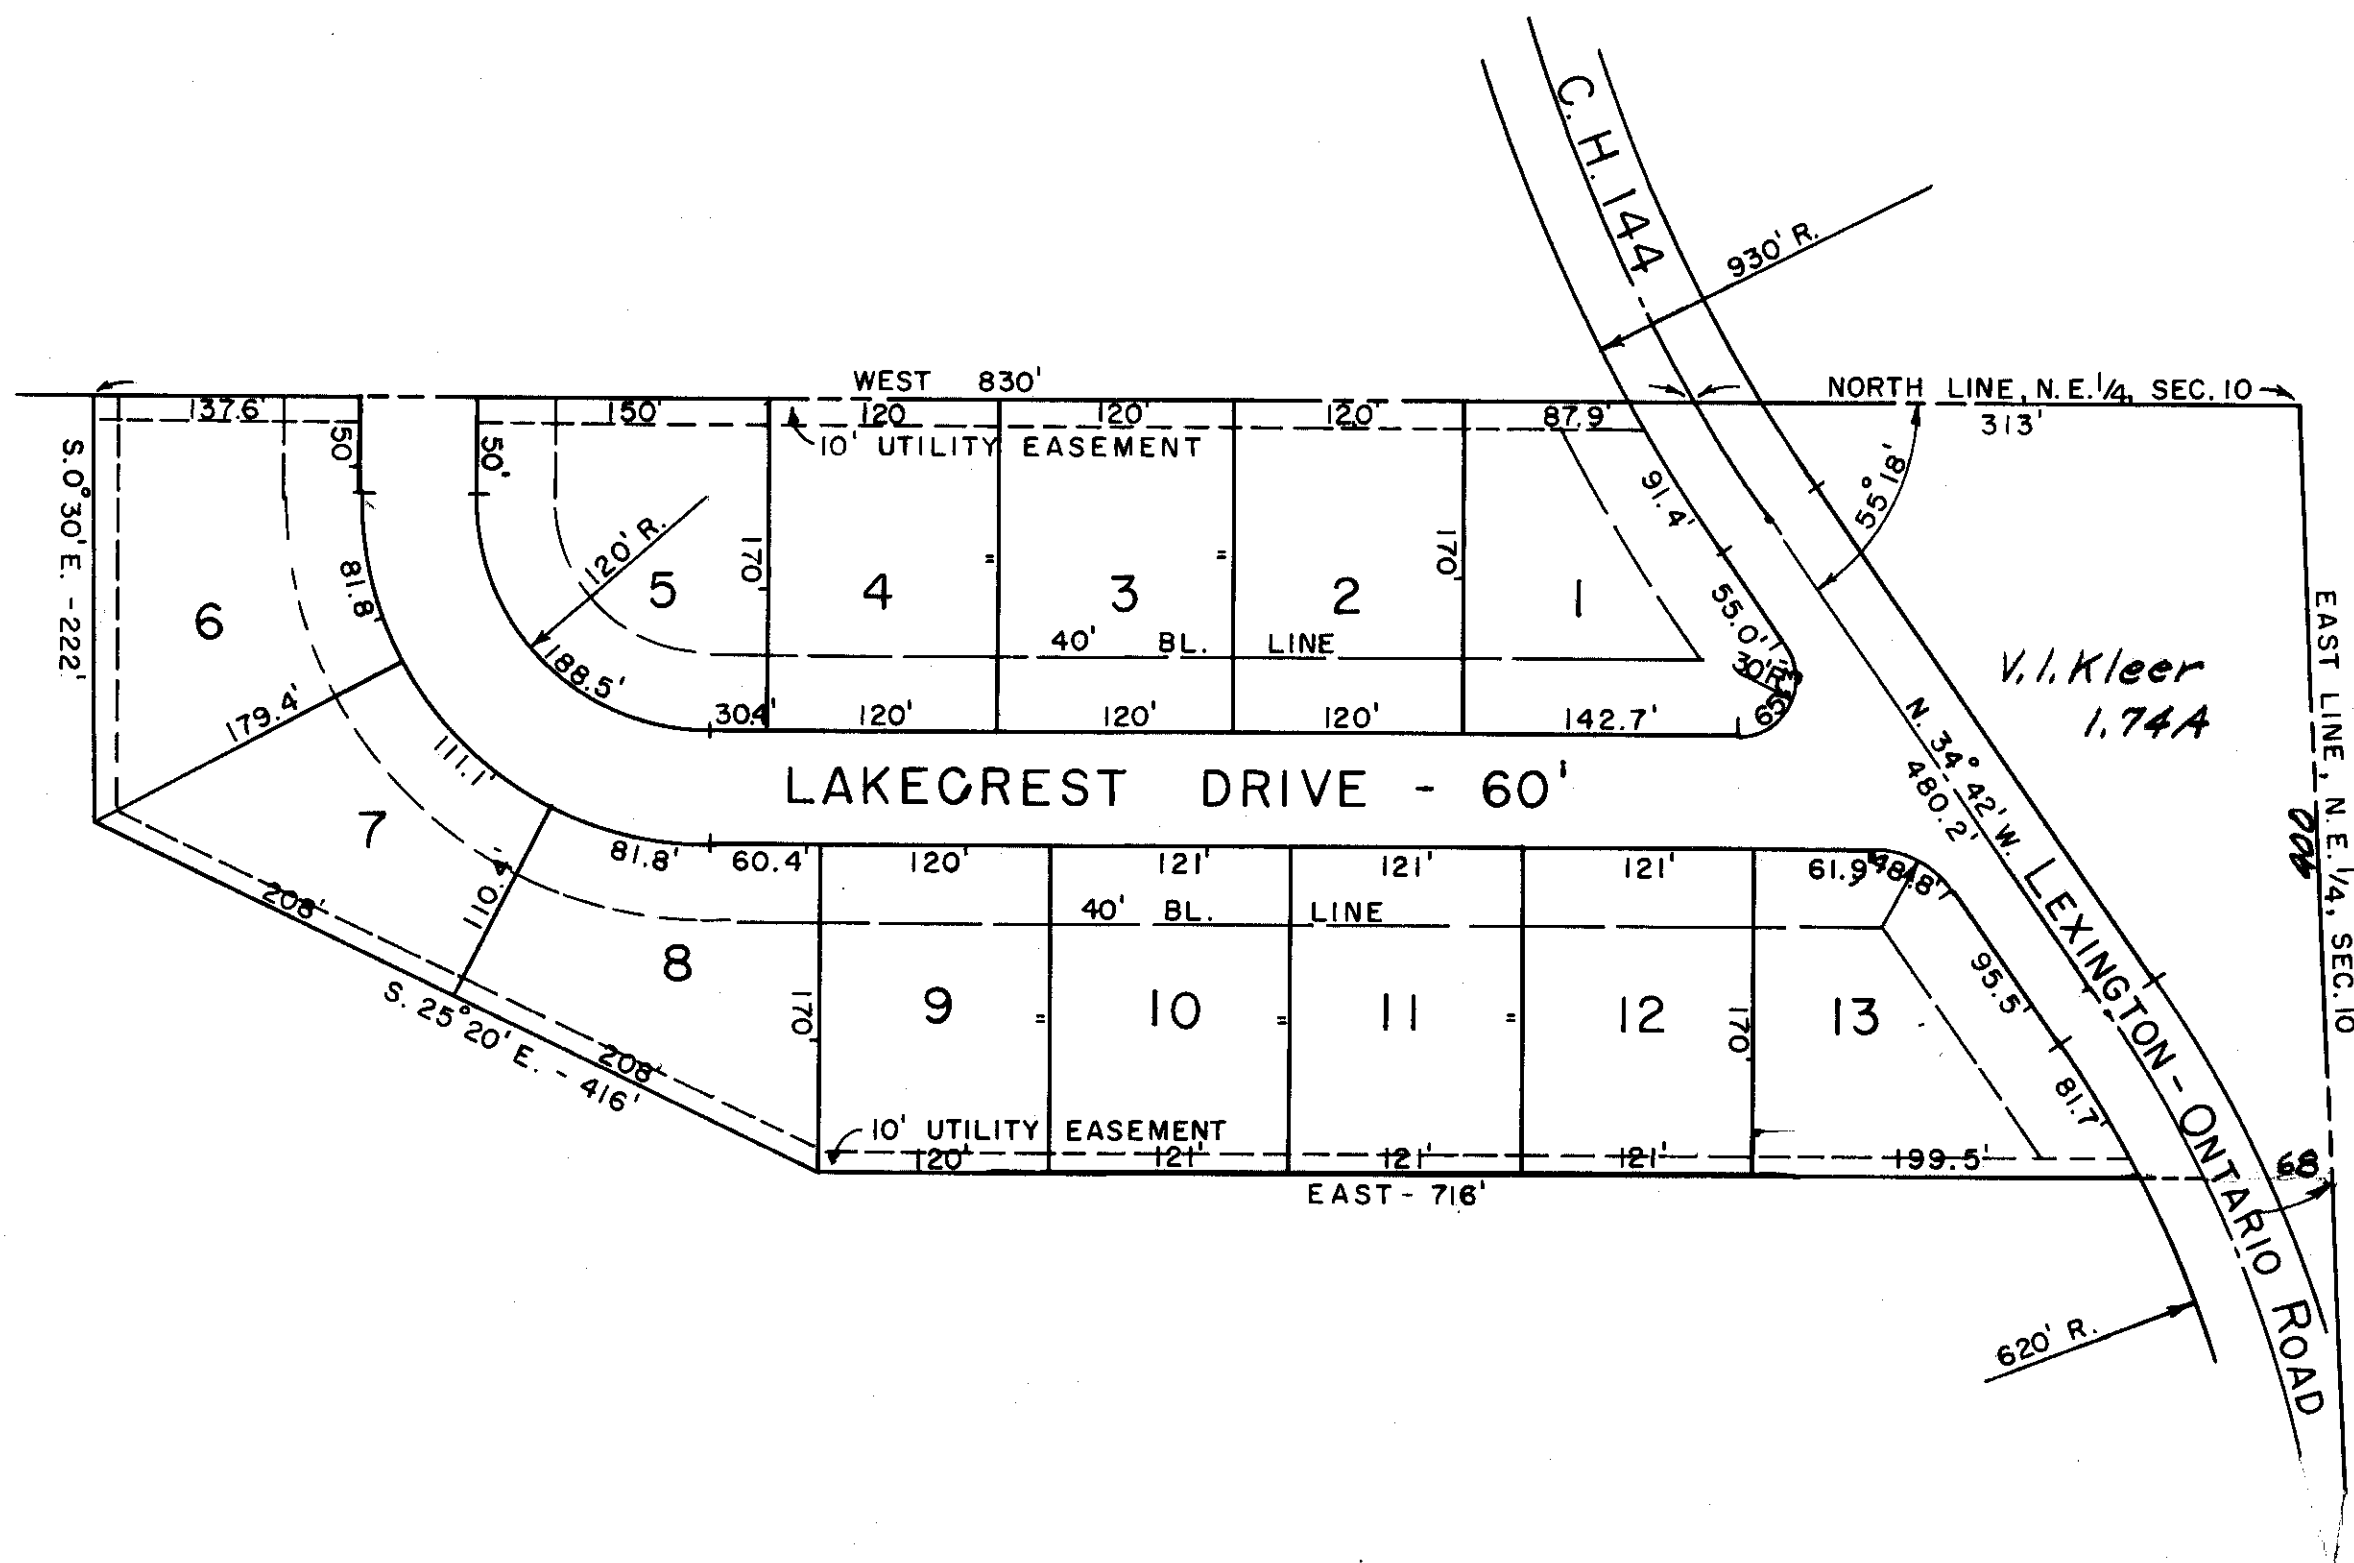 C. H. 144
930' R.
WEST 830'
NORTH LINE, N.E. 1/4, SEC. 10
313'
137.6'
150'
120
120'
120'
87.9'
10' UTILITY EASEMENT
50'
50'
S. 0° 30' E. - 222'
91.4'
55° 18'
120' R.
170'
170'
81.8'
6
5
4
3
2
1
55.0'
40' BL. LINE
30' R.
EAST LINE, N.E. 1/4, SEC. 10
V. I. Kleer
1.74A
188.5'
179.4'
30.4'
120'
120'
120'
142.7'
N. 34° 42' W.
480.2'
111.1'
LAKECREST DRIVE - 60'
7
81.8'
60.4'
120'
121'
121'
121'
61.9'
48.8'
110.4'
208'
40' BL. LINE
8
95.5'
LEXINGTON - ONTARIO ROAD
S. 25° 20' E. - 416'
208'
170'
9
10
11
12
170'
13
81.7'
10' UTILITY EASEMENT
120'
121'
121'
121'
199.5'
68
EAST - 716'
620' R.